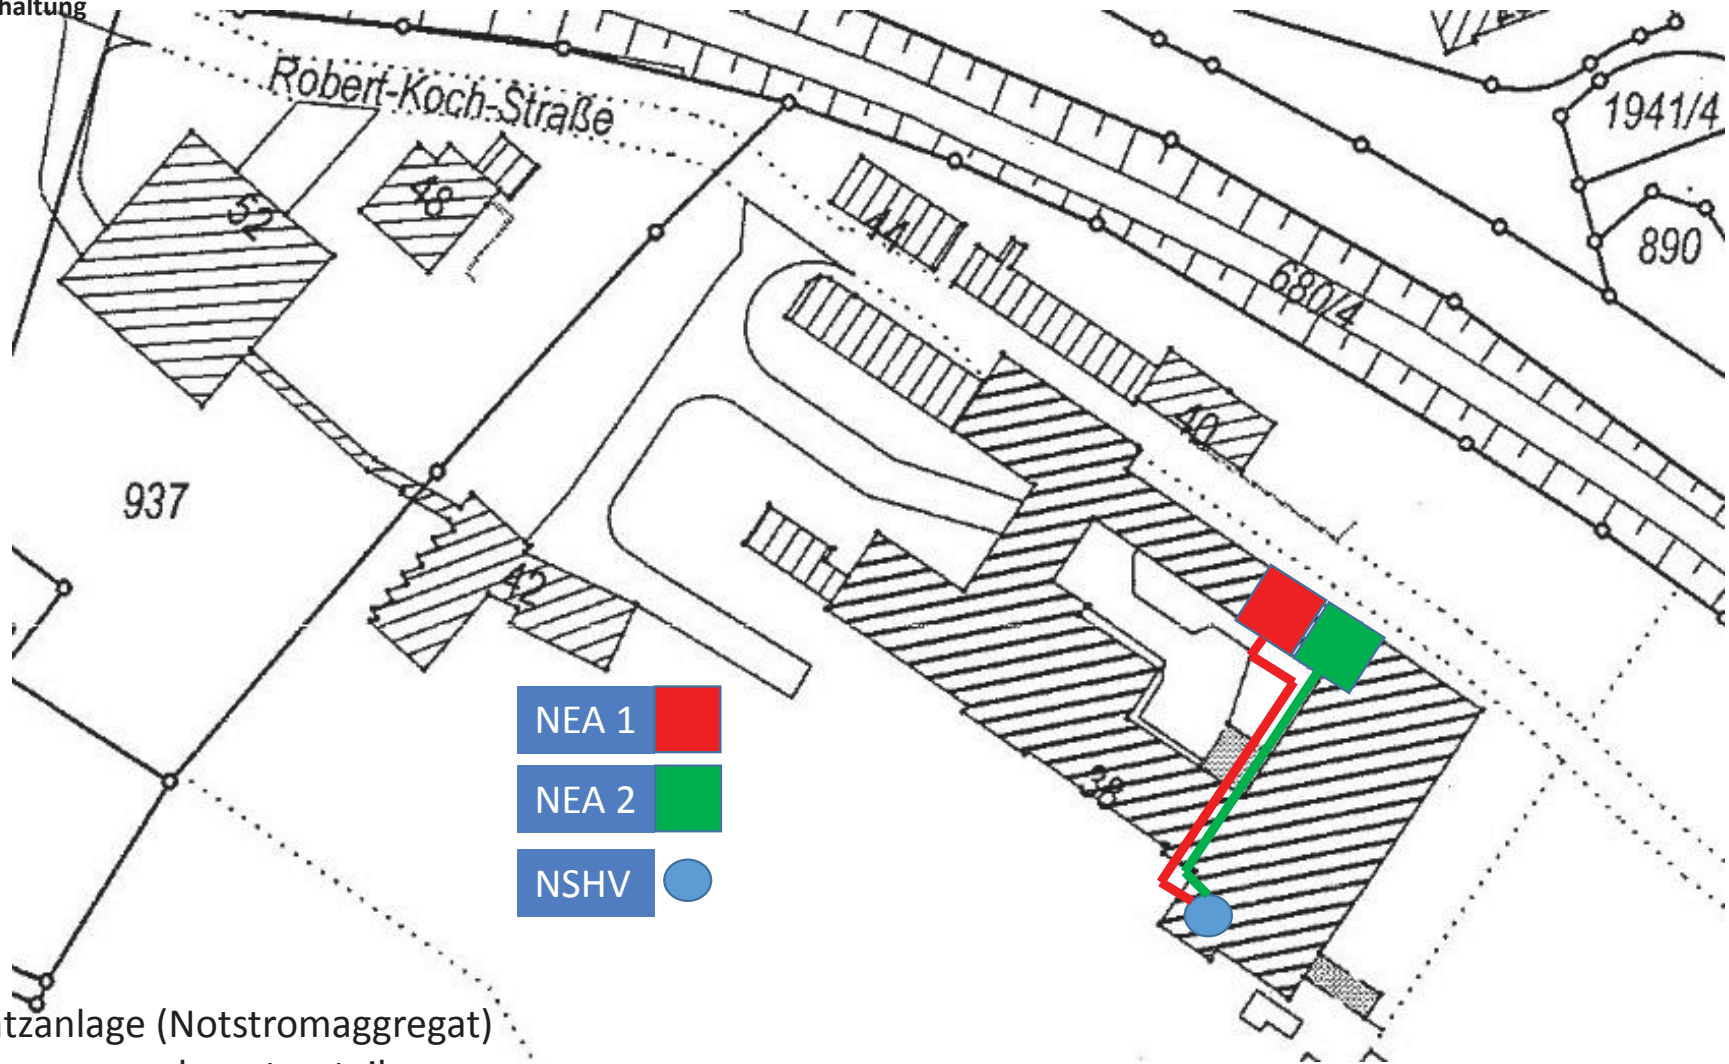 haltung
Robert-Koch-Straße
1941/4
52
48
44
890
680/4
40
937
42
NEA 1
38
NEA 2
NSHV
tzanlage (Notstromaggregat)